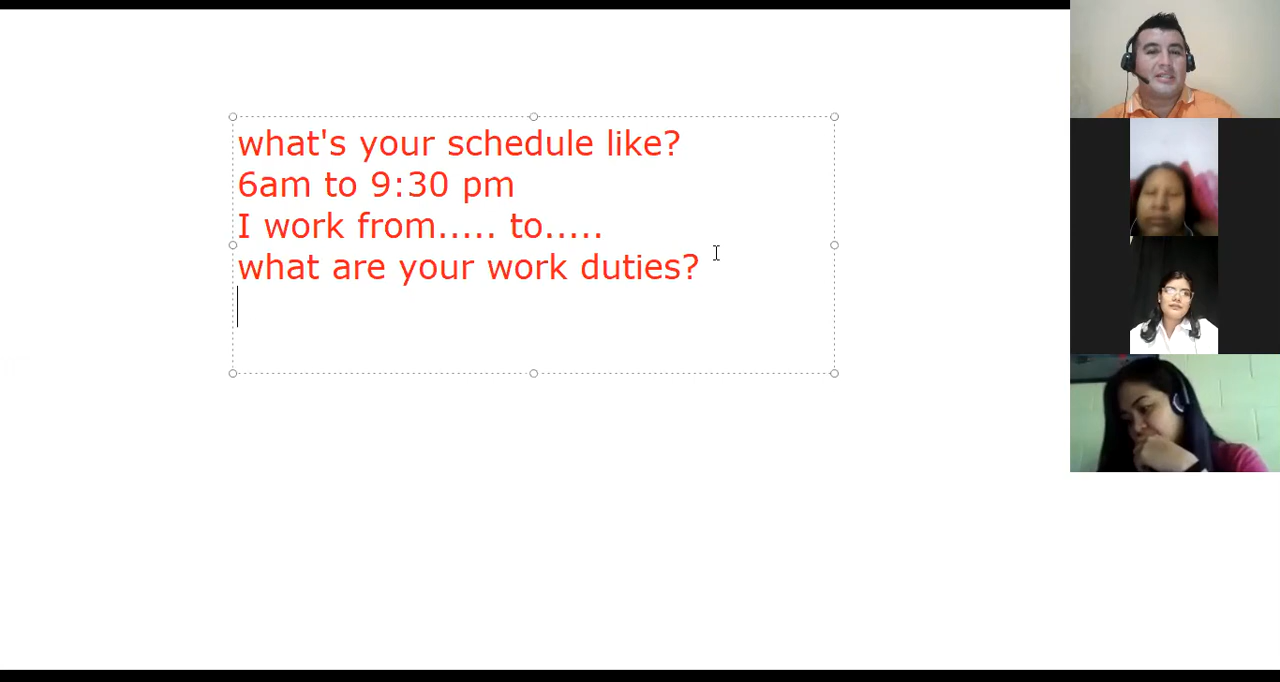 what's your schedule like?
6am to 9:30 pm
I work from..... to.....
what are your work duties?